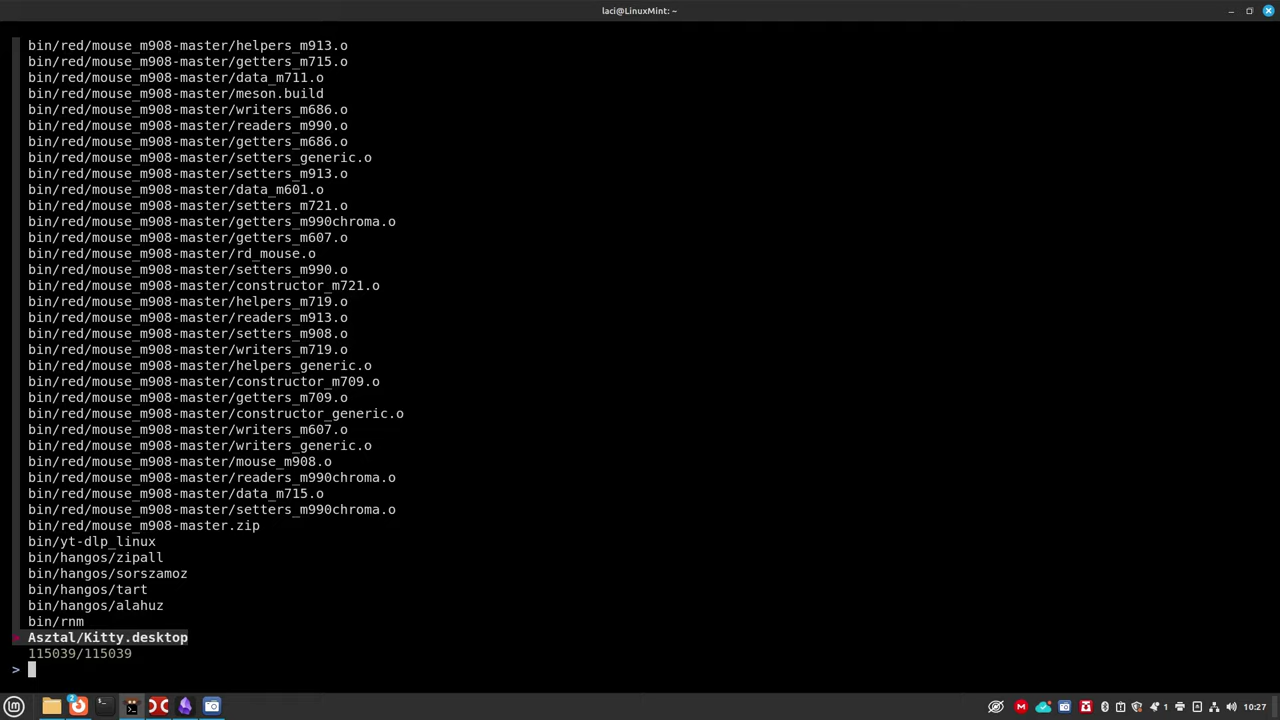 laci@LinuxMint: ~
bin/red/mouse_m908-master/helpers_m913.o
bin/red/mouse_m908-master/getters_m715.o
bin/red/mouse_m908-master/data_m711.o
bin/red/mouse_m908-master/meson.build
bin/red/mouse_m908-master/writers_m686.o
bin/red/mouse_m908-master/readers_m990.o
bin/red/mouse_m908-master/getters_m686.o
bin/red/mouse_m908-master/setters_generic.o
bin/red/mouse_m908-master/setters_m913.o
bin/red/mouse_m908-master/data_m601.o
bin/red/mouse_m908-master/setters_m721.o
bin/red/mouse_m908-master/getters_m990chroma.o
bin/red/mouse_m908-master/getters_m607.o
bin/red/mouse_m908-master/rd_mouse.o
bin/red/mouse_m908-master/setters_m990.o
bin/red/mouse_m908-master/constructor_m721.o
bin/red/mouse_m908-master/helpers_m719.o
bin/red/mouse_m908-master/readers_m913.o
bin/red/mouse_m908-master/setters_m908.o
bin/red/mouse_m908-master/writers_m719.o
bin/red/mouse_m908-master/helpers_generic.o
bin/red/mouse_m908-master/constructor_m709.o
bin/red/mouse_m908-master/getters_m709.o
bin/red/mouse_m908-master/constructor_generic.o
bin/red/mouse_m908-master/writers_m607.o
bin/red/mouse_m908-master/writers_generic.o
bin/red/mouse_m908-master/mouse_m908.o
bin/red/mouse_m908-master/readers_m990chroma.o
bin/red/mouse_m908-master/data_m715.o
bin/red/mouse_m908-master/setters_m990chroma.o
bin/red/mouse_m908-master.zip
bin/yt-dlp_linux
bin/hangos/zipall
bin/hangos/sorszamoz
bin/hangos/tart
bin/hangos/alahuz
bin/rnm
Asztal/Kitty.desktop
115039/115039
>
2
1
10:27